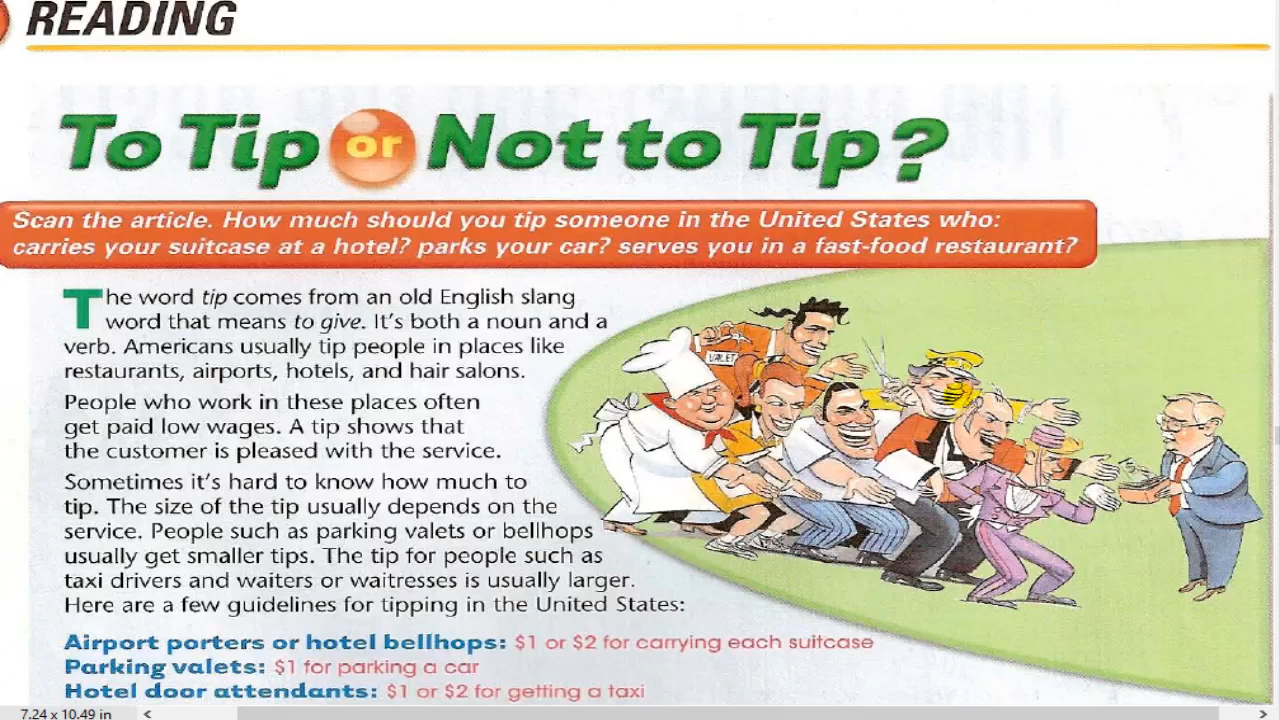 READING
To Tip or Not to Tip?
Scan the article. How much should you tip someone in the United States who:
carries your suitcase at a hotel? parks your car? serves you in a fast-food restaurant?
The word tip comes from an old English slang
word that means to give. It's both a noun and a
verb. Americans usually tip people in places like
restaurants, airports, hotels, and hair salons.
People who work in these places often
get paid low wages. A tip shows that
the customer is pleased with the service.
Sometimes it's hard to know how much to
tip. The size of the tip usually depends on the
service. People such as parking valets or bellhops
usually get smaller tips. The tip for people such as
taxi drivers and waiters or waitresses is usually larger.
Here are a few guidelines for tipping in the United States:
VALET
Airport porters or hotel bellhops: $1 or $2 for carrying each suitcase
Parking valets: $1 for parking a car
Hotel door attendants: $1 or $2 for getting a taxi
7.24 x 10.49 in